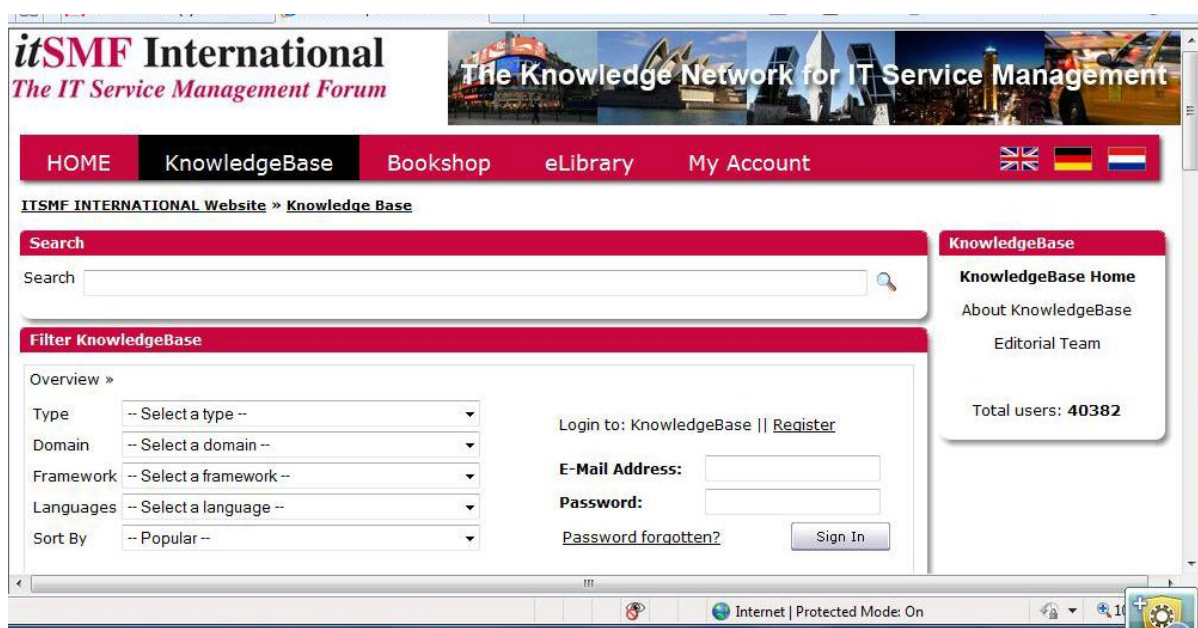 itSMF International
The IT Service Management Forum
The Knowledge Network for IT Service Management
HOME KnowledgeBase Bookshop eLibrary My Account
ITSMF INTERNATIONAL Website » Knowledge Base
Search
Search
Filter KnowledgeBase
Overview »
Type -- Select a type --
Domain -- Select a domain --
Framework -- Select a framework --
Languages -- Select a language --
Sort By -- Popular --
Login to: KnowledgeBase || Register
E-Mail Address:
Password:
Password forgotten? Sign In
KnowledgeBase
KnowledgeBase Home
About KnowledgeBase
Editorial Team
Total users: 40382
Internet | Protected Mode: On